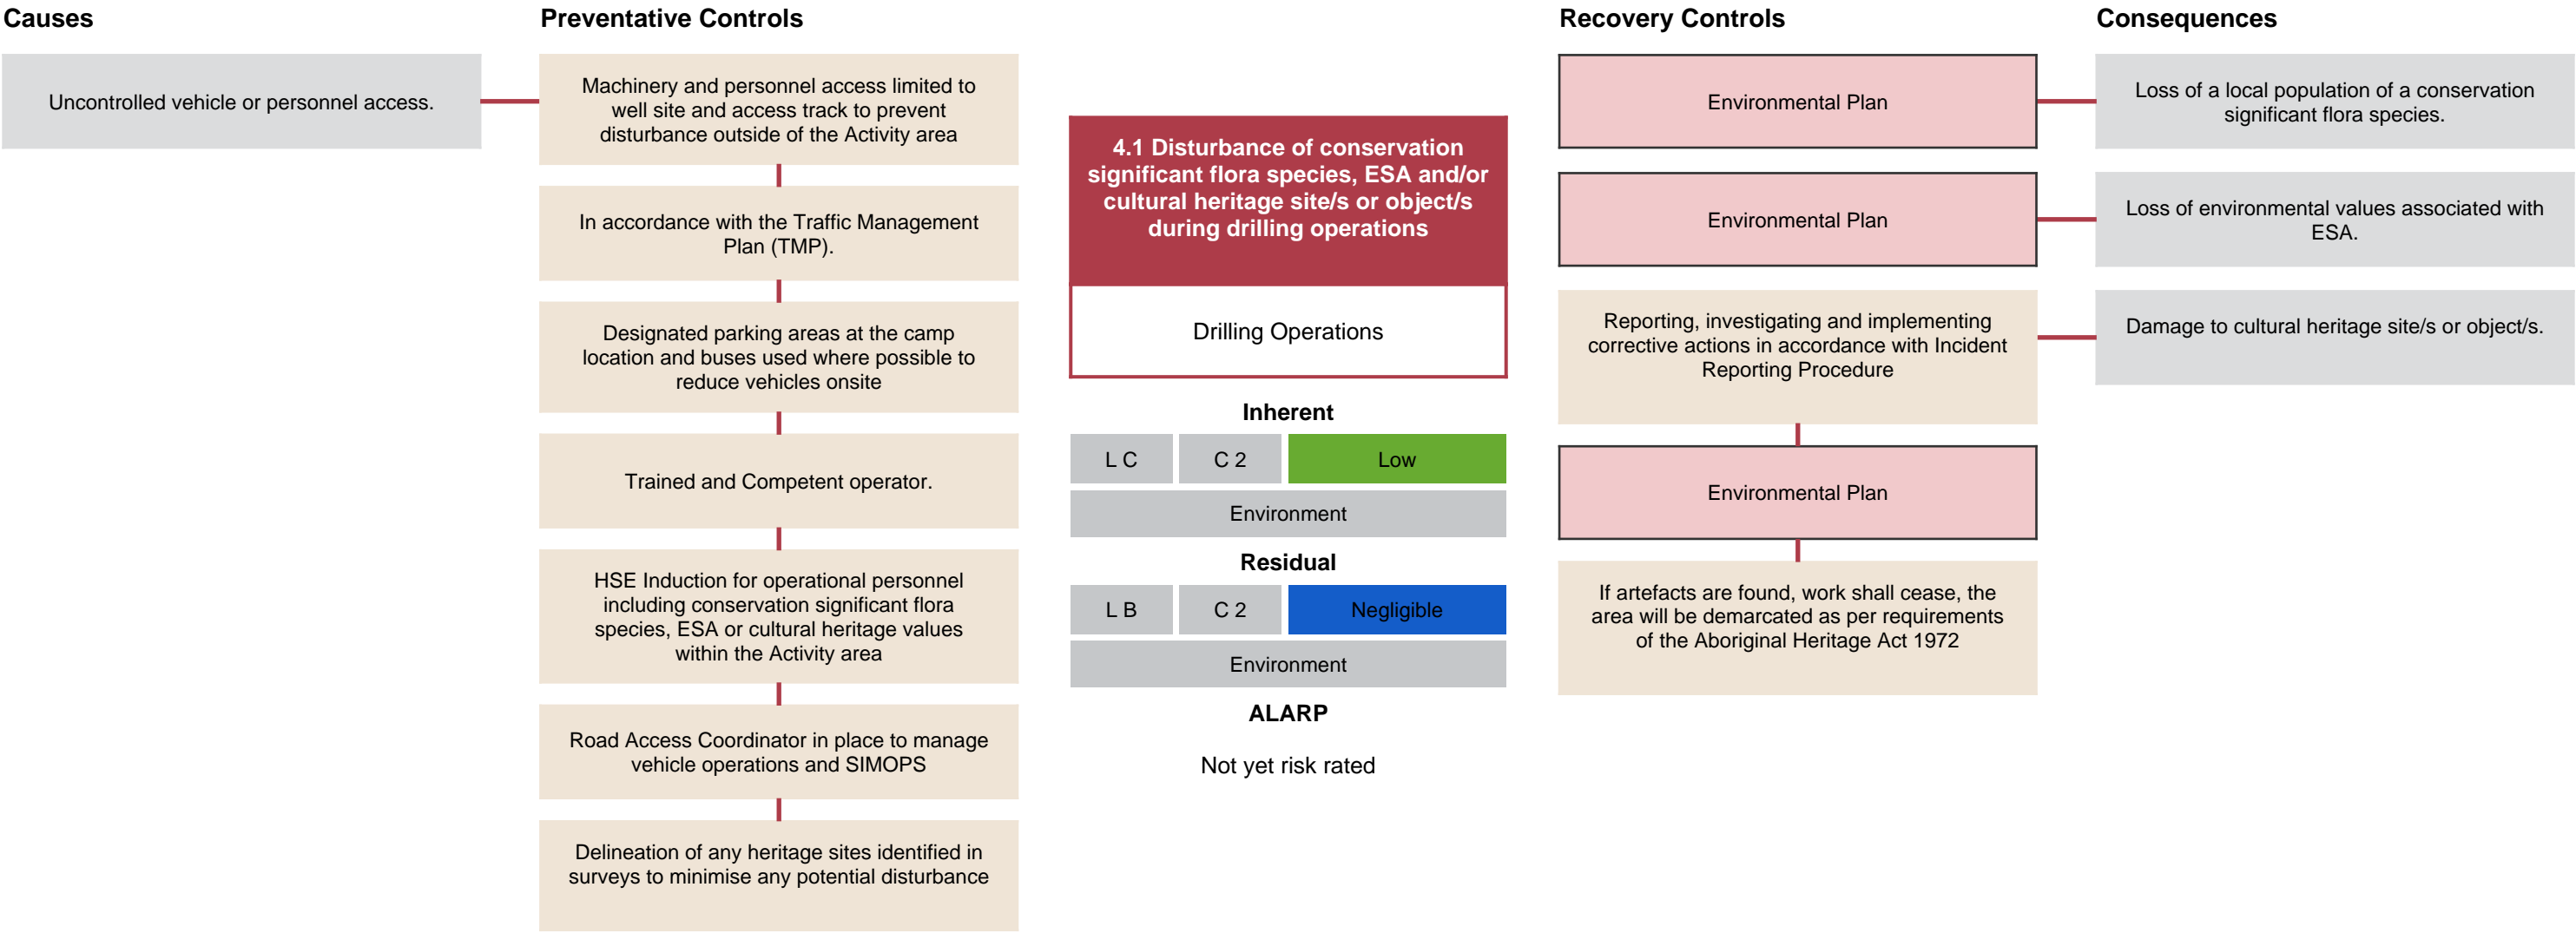 Causes
Uncontrolled vehicle or personnel access.
Preventative Controls
Machinery and personnel access limited to
well site and access track to prevent
disturbance outside of the Activity area
In accordance with the Traffic Management
Plan (TMP).
Designated parking areas at the camp
location and buses used where possible to
reduce vehicles onsite
Trained and Competent operator.
HSE Induction for operational personnel
including conservation significant flora
species, ESA or cultural heritage values
within the Activity area
Road Access Coordinator in place to manage
vehicle operations and SIMOPS
Delineation of any heritage sites identified in
surveys to minimise any potential disturbance
4.1 Disturbance of conservation
significant flora species, ESA and/or
cultural heritage site/s or object/s
during drilling operations
Drilling Operations
Inherent
L C C 2 Low
Environment
Residual
L B C 2 Negligible
Environment
ALARP
Not yet risk rated
Recovery Controls
Environmental Plan
Environmental Plan
Reporting, investigating and implementing
corrective actions in accordance with Incident
Reporting Procedure
Environmental Plan
If artefacts are found, work shall cease, the
area will be demarcated as per requirements
of the Aboriginal Heritage Act 1972
Consequences
Loss of a local population of a conservation
significant flora species.
Loss of environmental values associated with
ESA.
Damage to cultural heritage site/s or object/s.